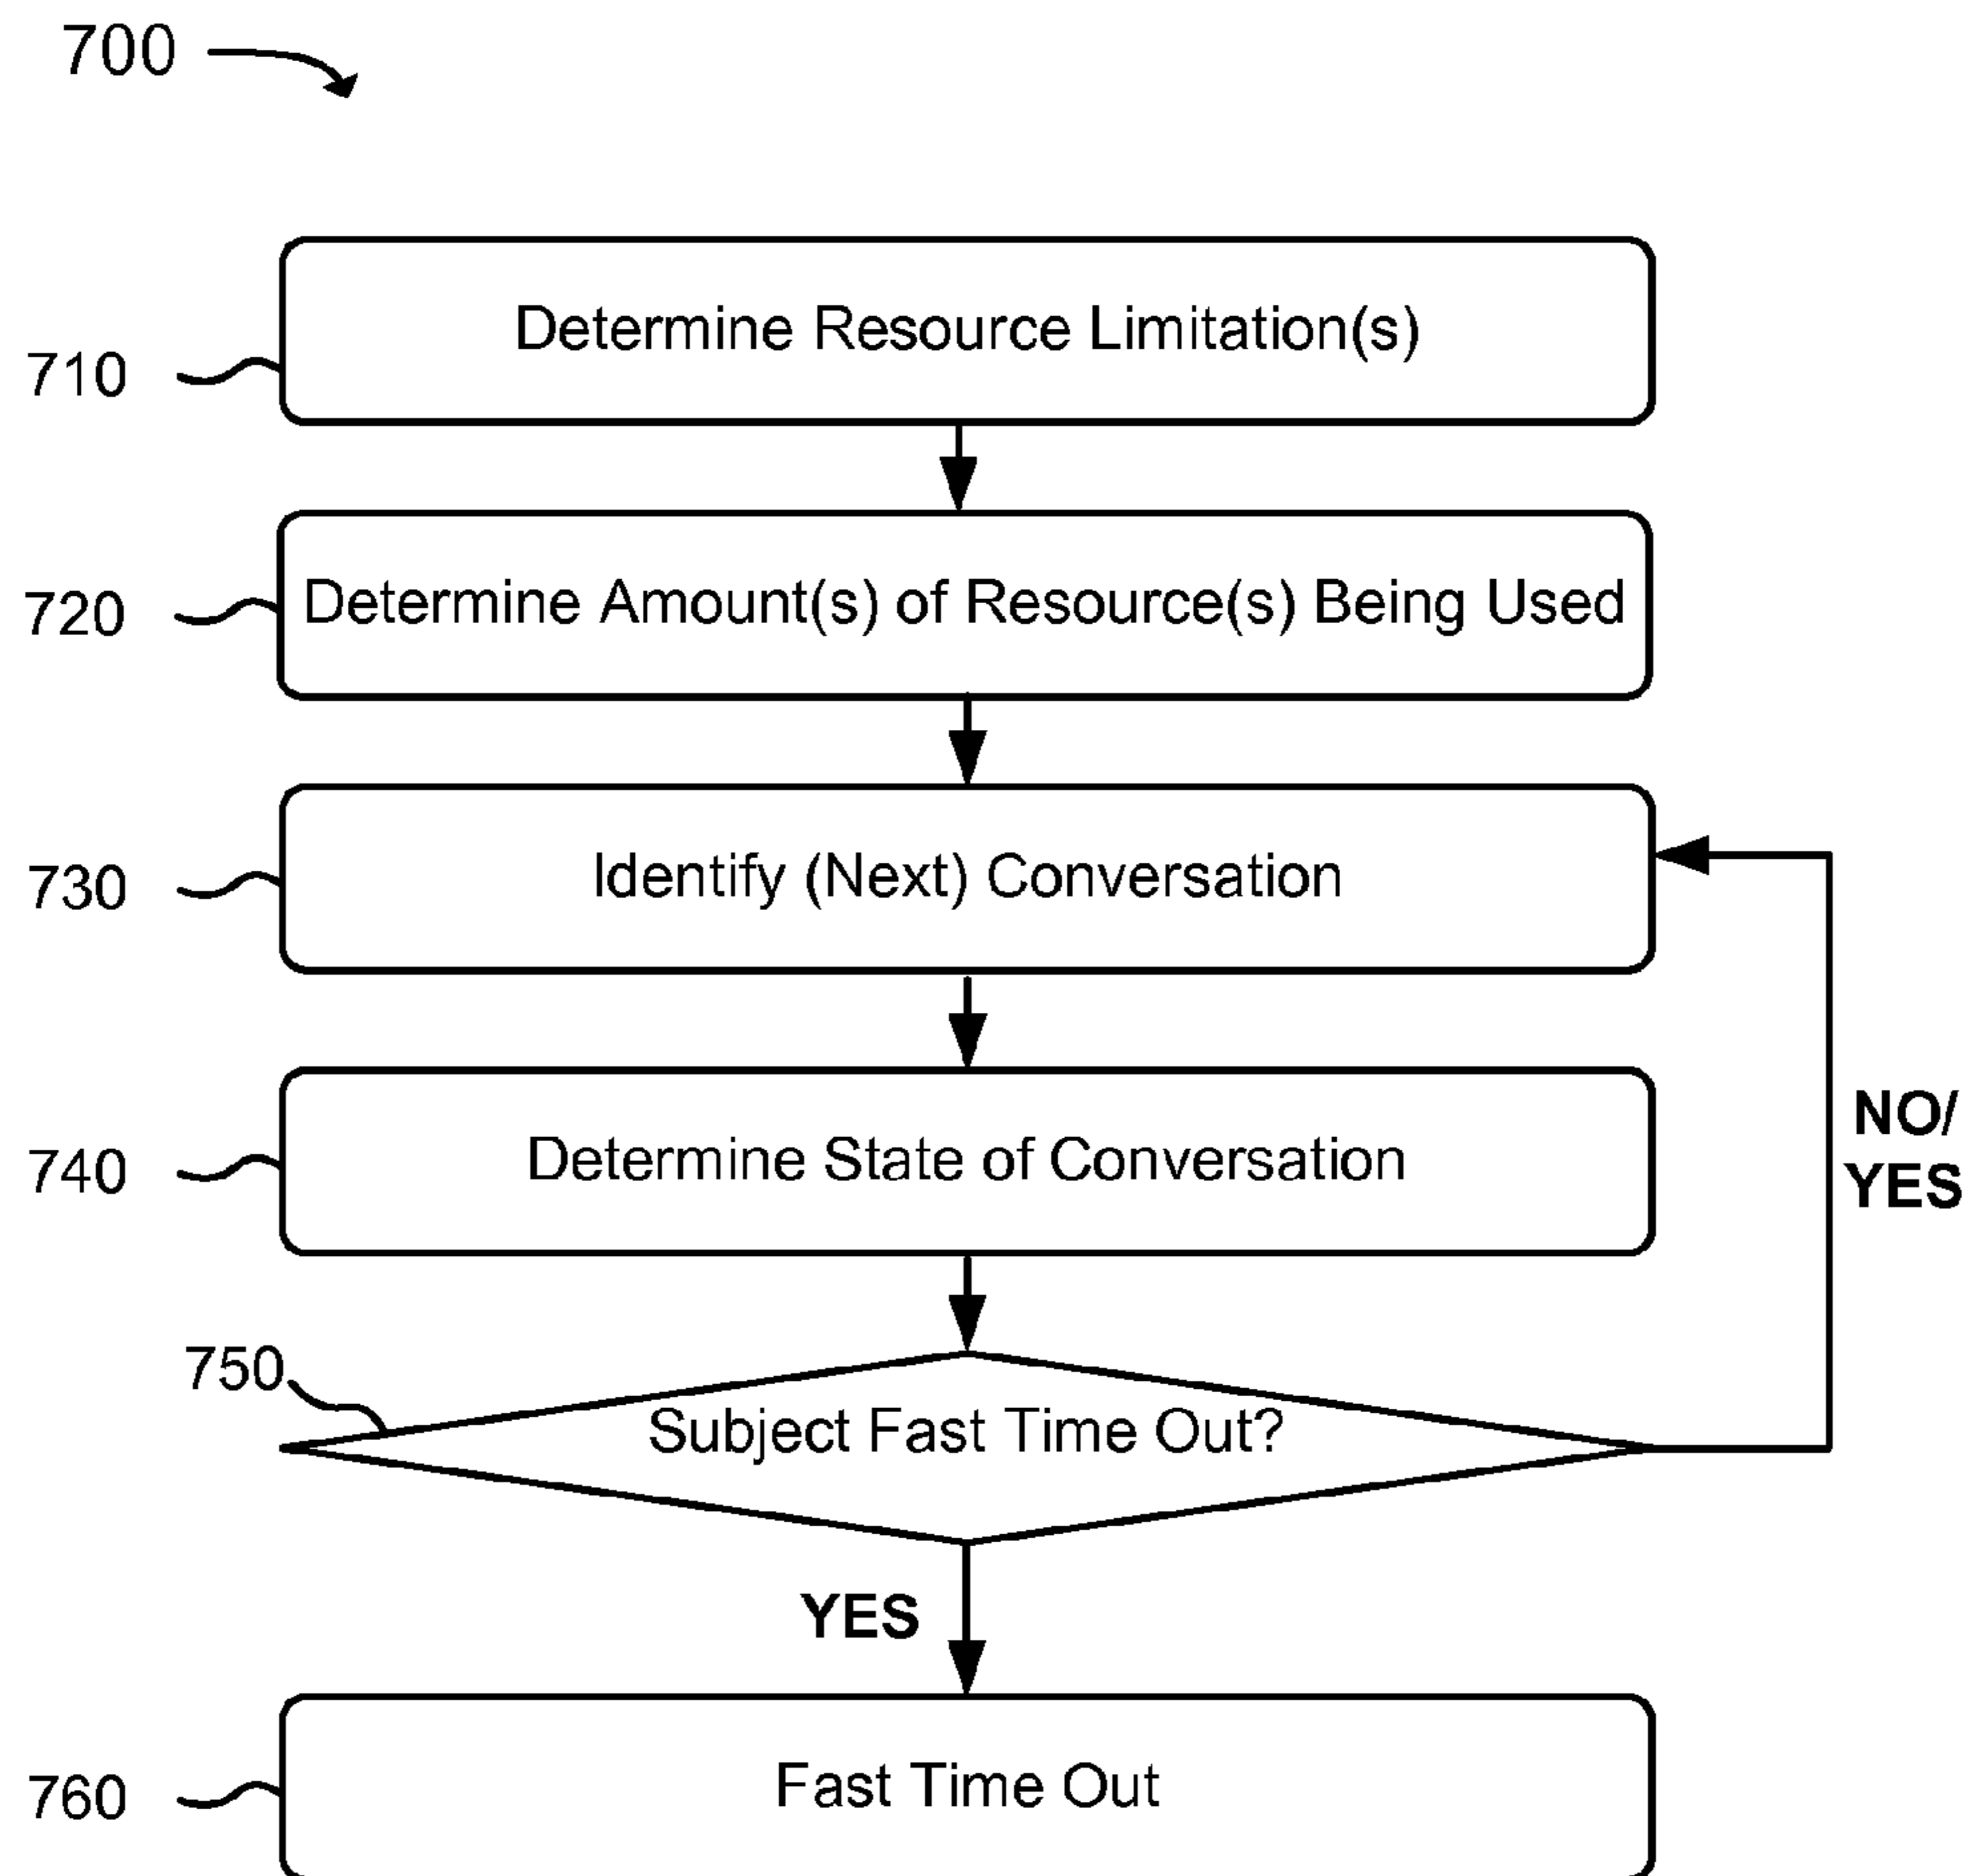 700
Determine Resource Limitation(s)
710
Determine Amount(s) of Resource(s) Being Used
720
Identify (Next) Conversation
730
NO/
YES
Determine State of Conversation
740
750
Subject Fast Time Out?
YES
Fast Time Out
760